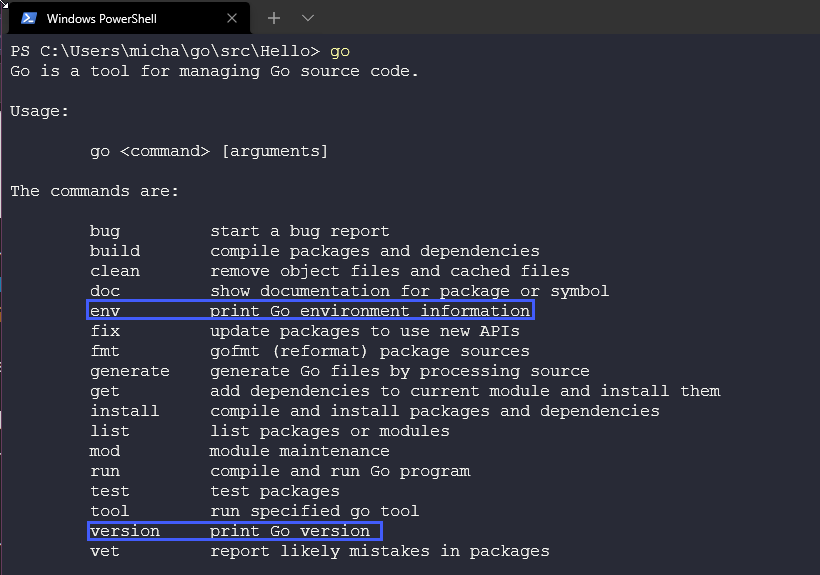 Windows PowerShell
PS C:\Users\micha\go\src\Hello> go
Go is a tool for managing Go source code.
Usage:
go <command> [arguments]
The commands are:
bug start a bug report
build compile packages and dependencies
clean remove object files and cached files
doc show documentation for package or symbol
env print Go environment information
fix update packages to use new APIs
fmt gofmt (reformat) package sources
generate generate Go files by processing source
get add dependencies to current module and install them
install compile and install packages and dependencies
list list packages or modules
mod module maintenance
run compile and run Go program
test test packages
tool run specified go tool
version print Go version
vet report likely mistakes in packages